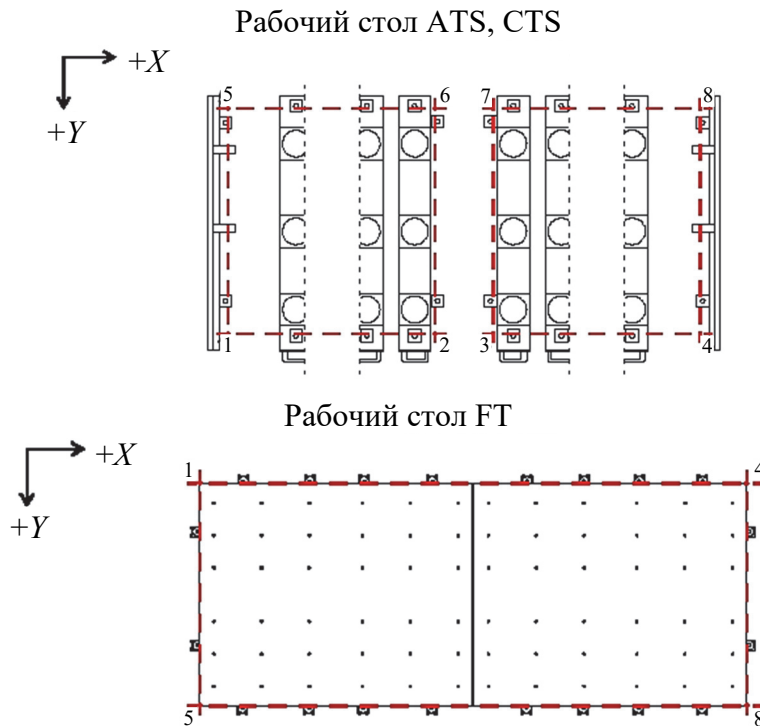 Рабочий стол ATS, CTS
+X
+Y
5 6 7 8
1 2 3 4
Рабочий стол FT
+X
+Y
1 4
5 8